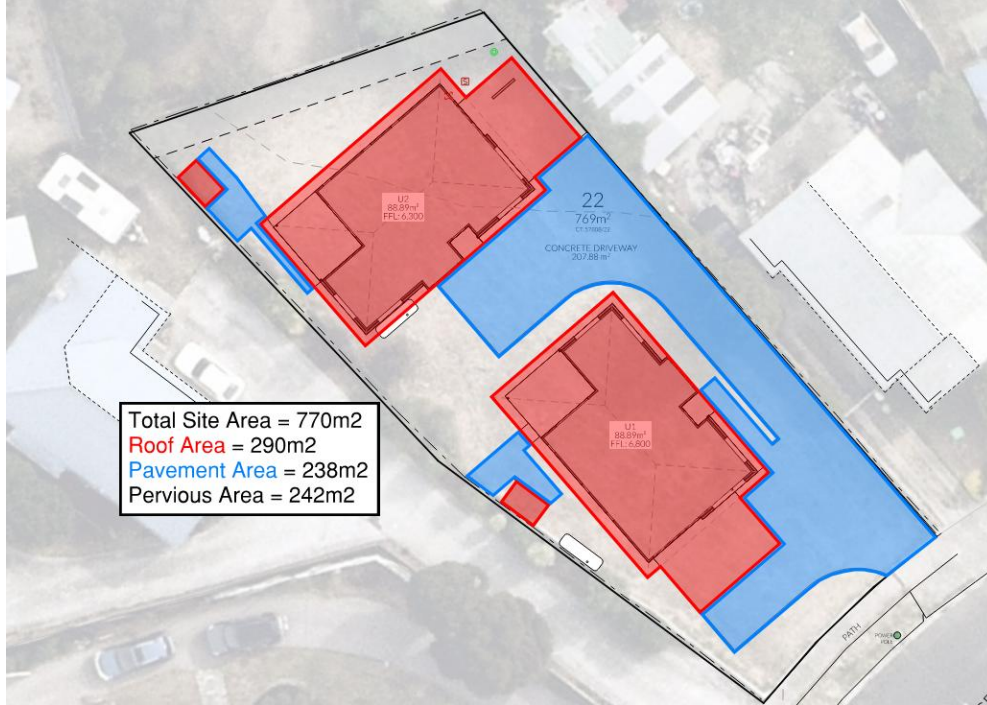 22
769m²
CONCRETE DRIVEWAY
207.88 m²
U2
88.89m²
FFL: 6,300
U1
88.89m²
FFL: 6,800
Total Site Area = 770m2
Roof Area = 290m2
Pavement Area = 238m2
Pervious Area = 242m2
PATH
POWER
POLE